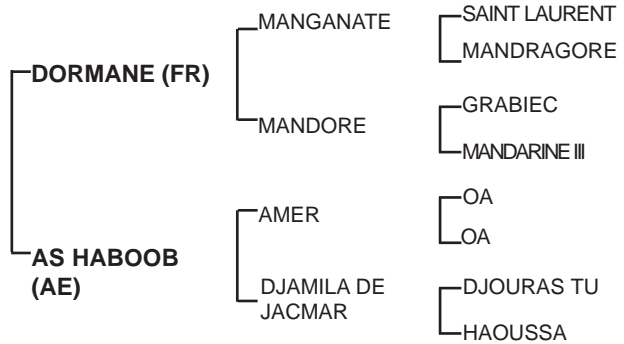 DORMANE (FR)
MANGANATE
SAINT LAURENT
MANDRAGORE
MANDORE
GRABIEC
MANDARINE III
AS HABOOB
(AE)
AMER
OA
OA
DJAMILA DE
JACMAR
DJOURAS TU
HAOUSSA